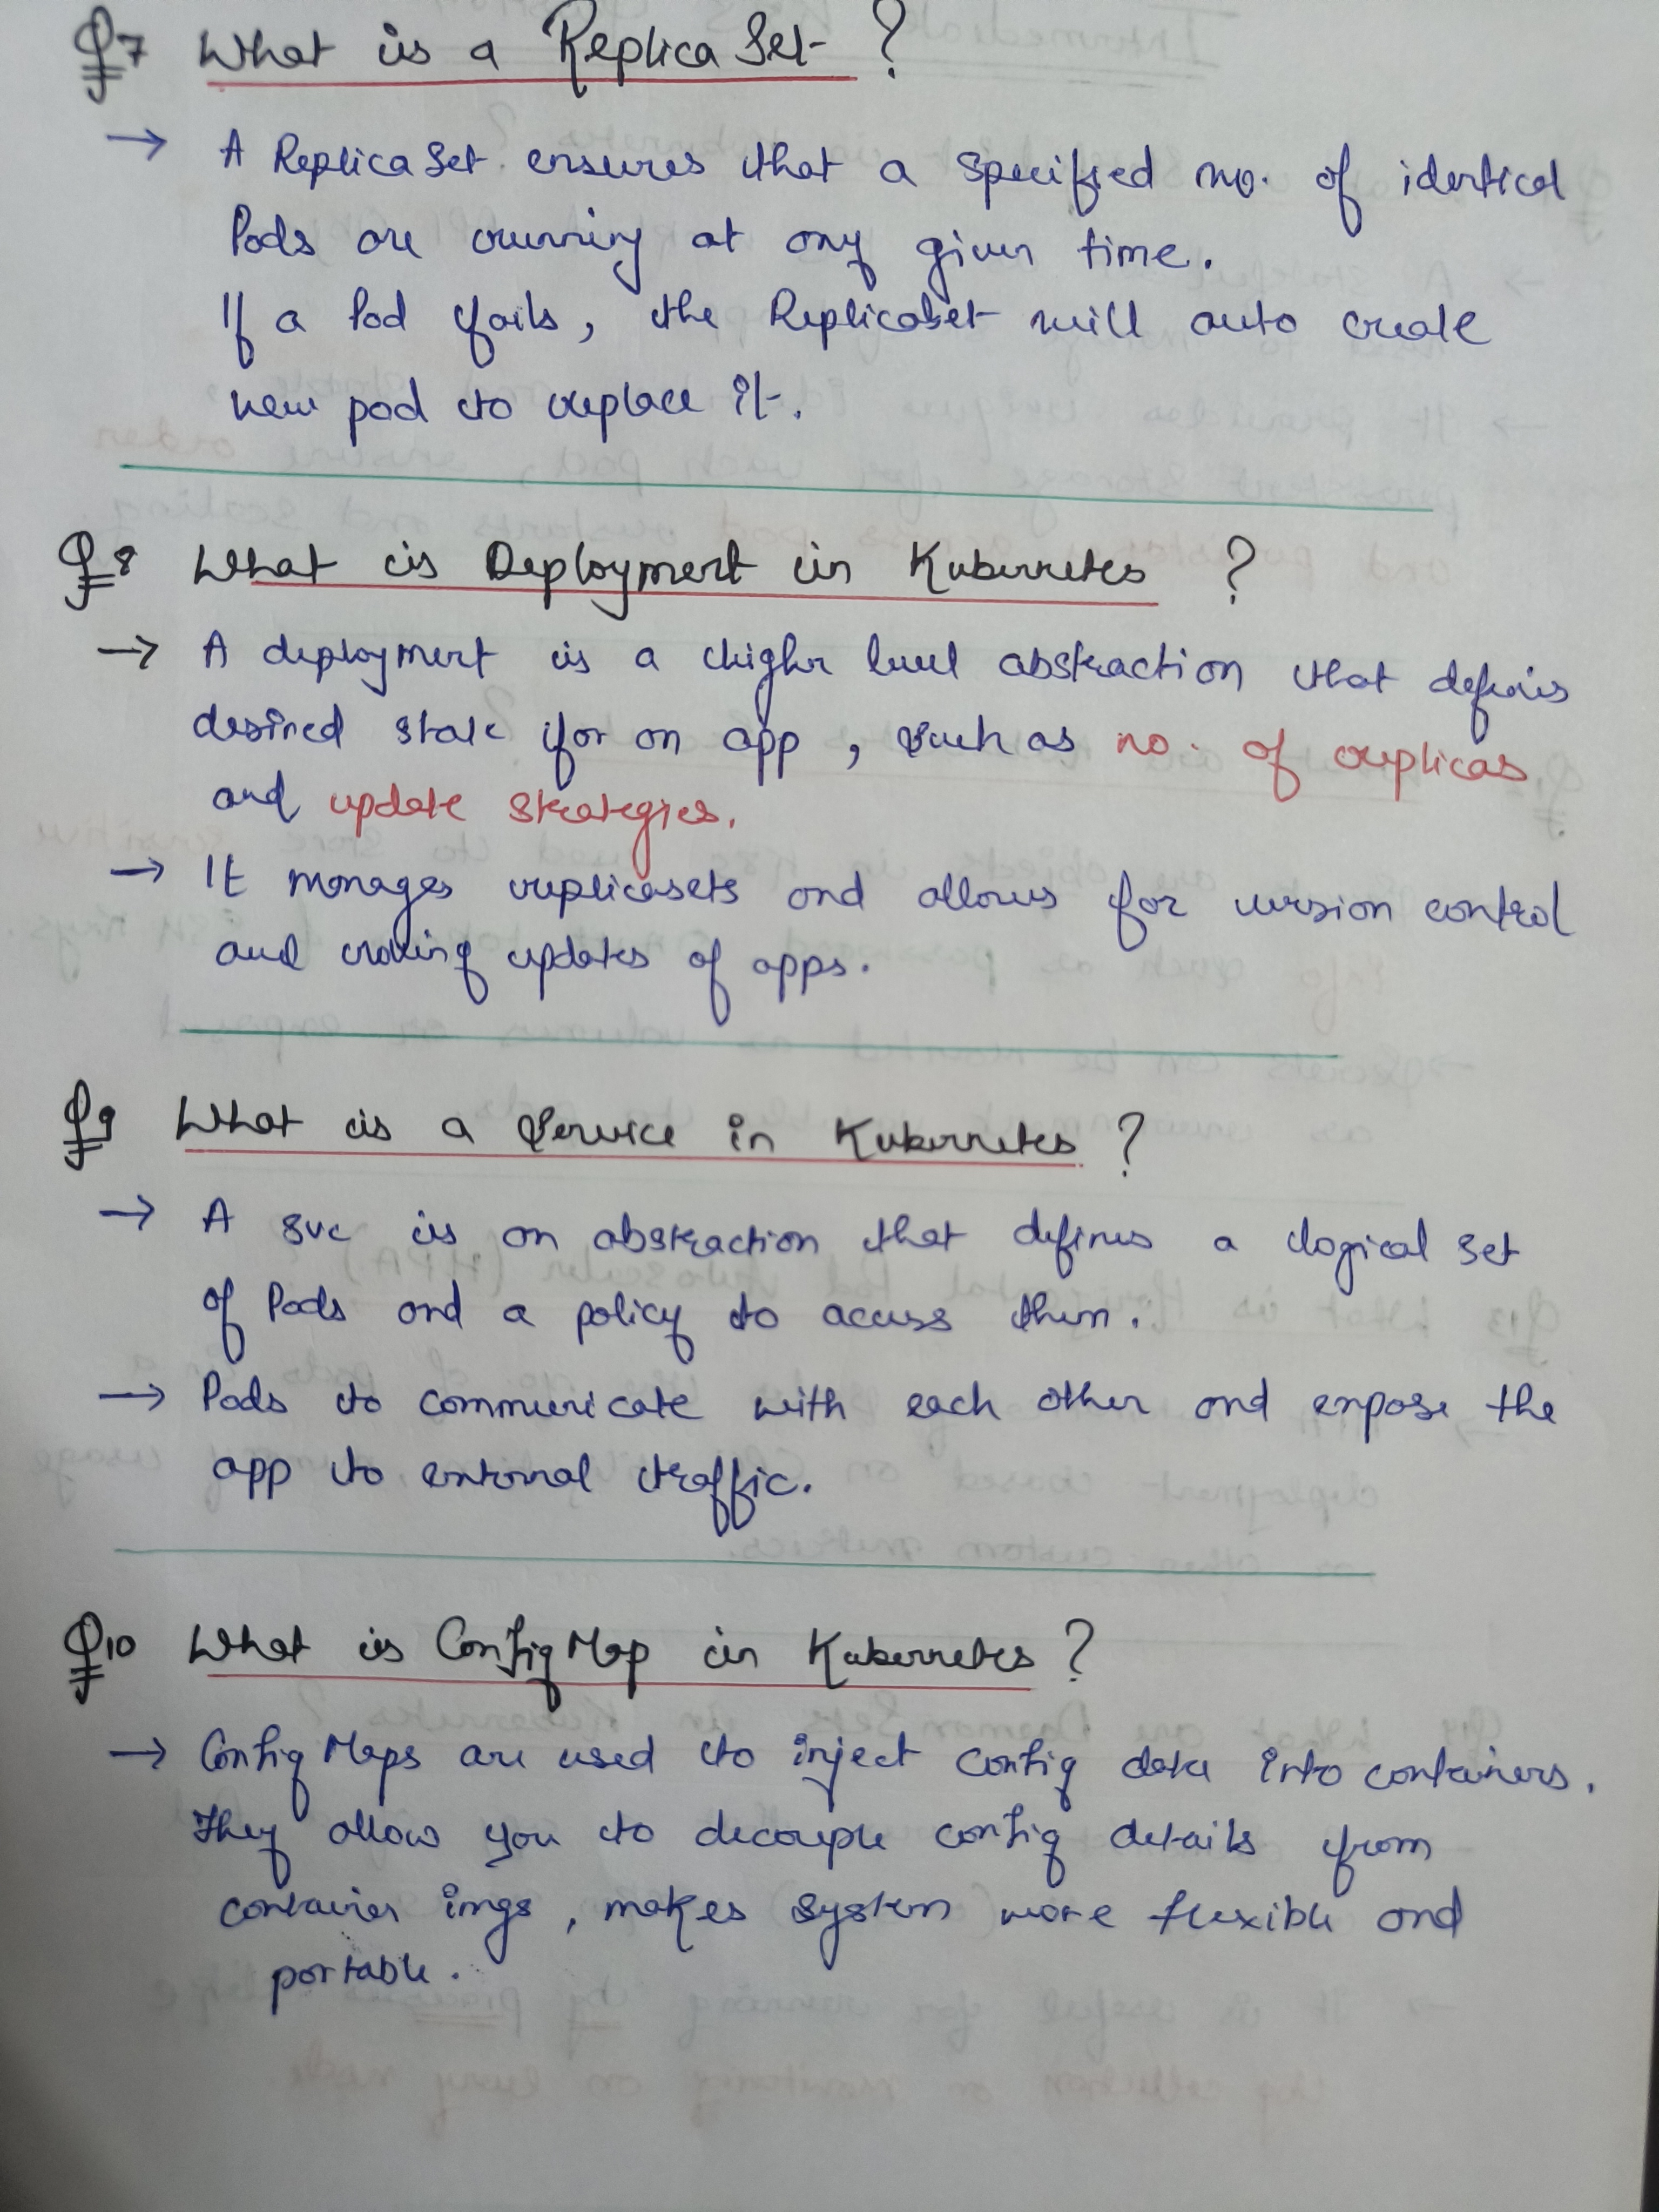 Q7 What is a ReplicaSet ?
→ A ReplicaSet ensures that a specified no. of identical
Pods are running at any given time.
If a Pod fails, the Replicaset will auto create
new pod to replace it.
Q8 What is Deployment in Kubernetes ?
→ A deployment is a higher level abstraction that defines
desired state for an app , such as no. of replicas
and update strategies.
→ It manages replicasets and allows for version control
and rolling updates of apps.
Q9 What is a Service in Kubernetes ?
→ A svc is an abstraction that defines a logical set
of Pods and a policy to access them.
→ Pods to communicate with each other and expose the
app to external traffic.
Q10 What is ConfigMap in Kubernetes ?
→ ConfigMaps are used to inject config data into containers.
They allow you to decouple config details from
container imgs , makes system more flexible and
portable.